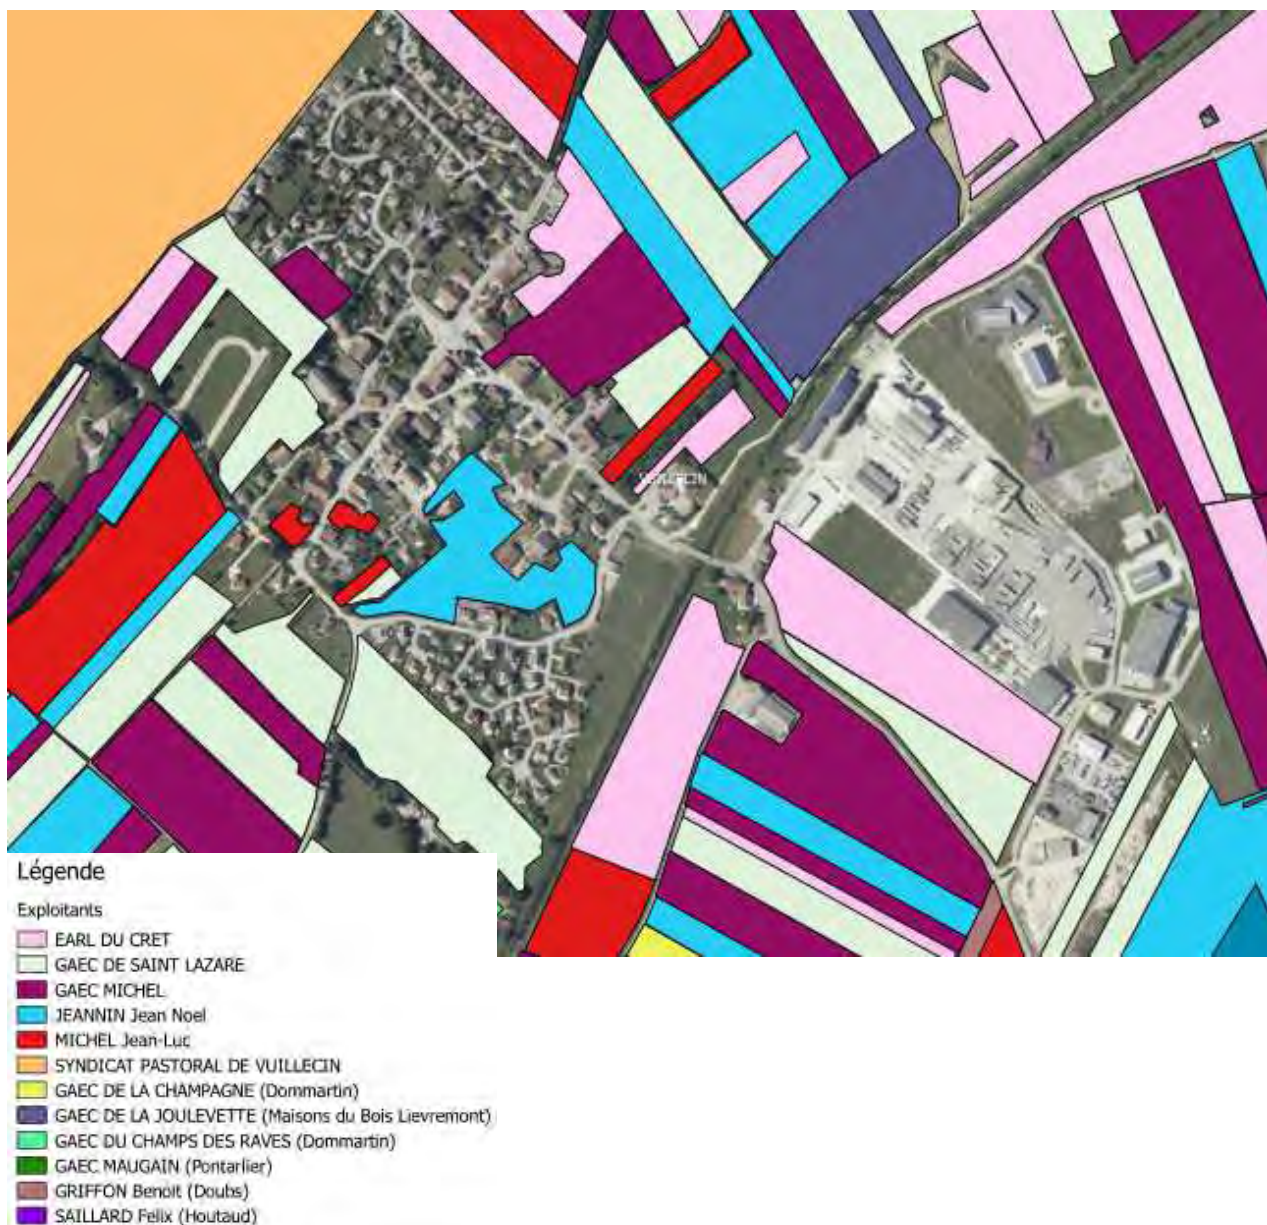 VUILLECIN
Légende
Exploitants
EARL DU CRET
GAEC DE SAINT LAZARE
GAEC MICHEL
JEANNIN Jean Noel
MICHEL Jean-Luc
SYNDICAT PASTORAL DE VUILLECIN
GAEC DE LA CHAMPAGNE (Dommartin)
GAEC DE LA JOULEVETTE (Maisons du Bois Lievremont)
GAEC DU CHAMPS DES RAVES (Dommartin)
GAEC MAUGAIN (Pontarlier)
GRIFFON Benoit (Doubs)
SAILLARD Felix (Houtaud)